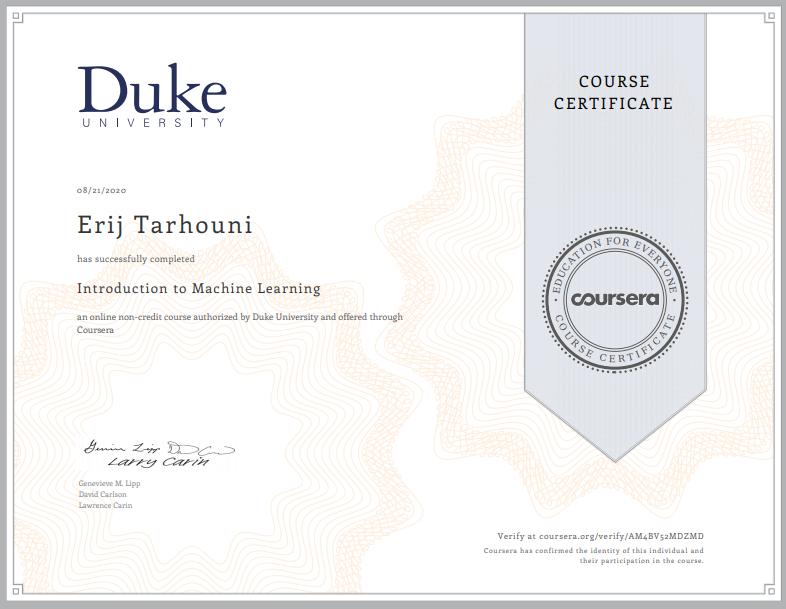 Duke
UNIVERSITY
COURSE
CERTIFICATE
08/21/2020
Erij Tarhouni
has successfully completed
Introduction to Machine Learning
an online non-credit course authorized by Duke University and offered through
Coursera
EDUCATION FOR EVERYONE
coursera
COURSE CERTIFICATE
Genevieve M. Lipp
David Carlson
Lawrence Carin
Larry Carin
Verify at coursera.org/verify/AM4BV52MDZMD
Coursera has confirmed the identity of this individual and
their participation in the course.